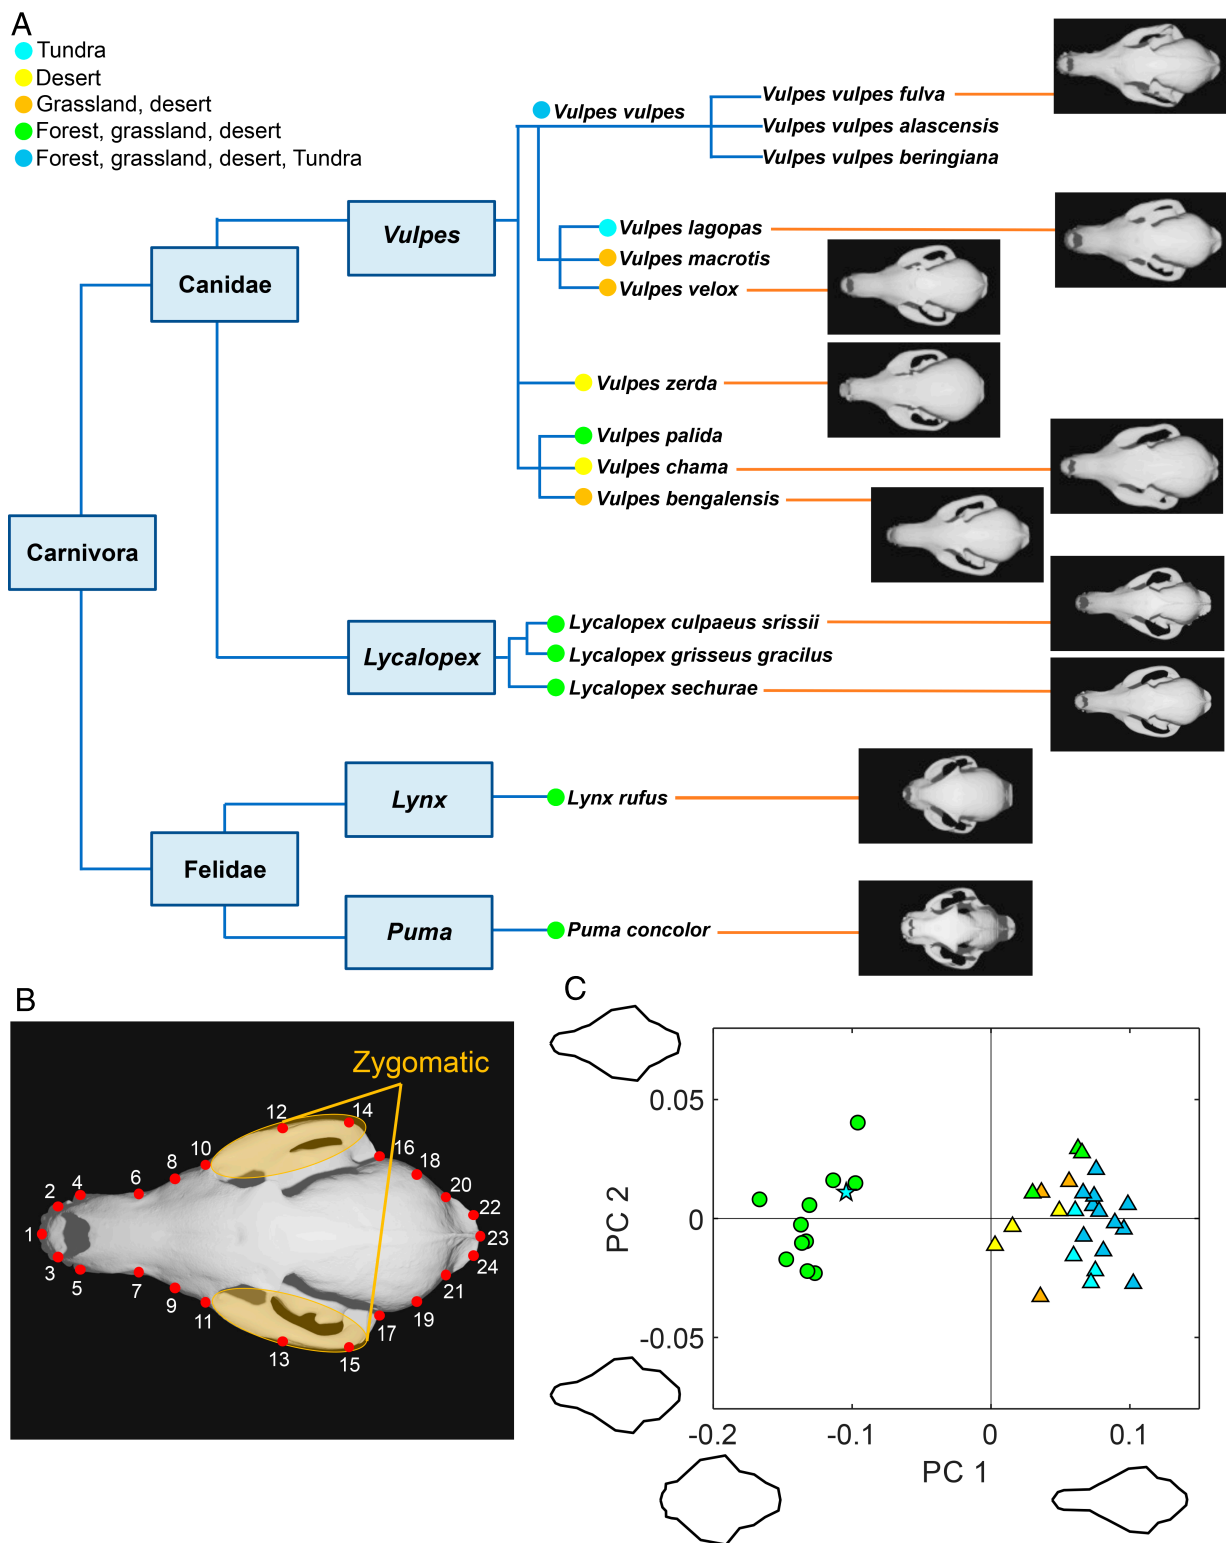 A
Tundra
Desert
Grassland, desert
Forest, grassland, desert
Forest, grassland, desert, Tundra
Vulpes vulpes
Vulpes vulpes fulva
Vulpes vulpes alascensis
Vulpes vulpes beringiana
Vulpes
Vulpes lagopas
Vulpes macrotis
Vulpes velox
Canidae
Vulpes zerda
Vulpes palida
Vulpes chama
Vulpes bengalensis
Carnivora
Lycalopex
Lycalopex culpaeus srissii
Lycalopex grisseus gracilus
Lycalopex sechurae
Lynx
Lynx rufus
Felidae
Puma
Puma concolor
B
Zygomatic
1
2
3
4
5
6
7
8
9
10
11
12
13
14
15
16
17
18
19
20
21
22
23
24
C
PC 2
0.05
0
-0.05
-0.2
-0.1
0
0.1
PC 1